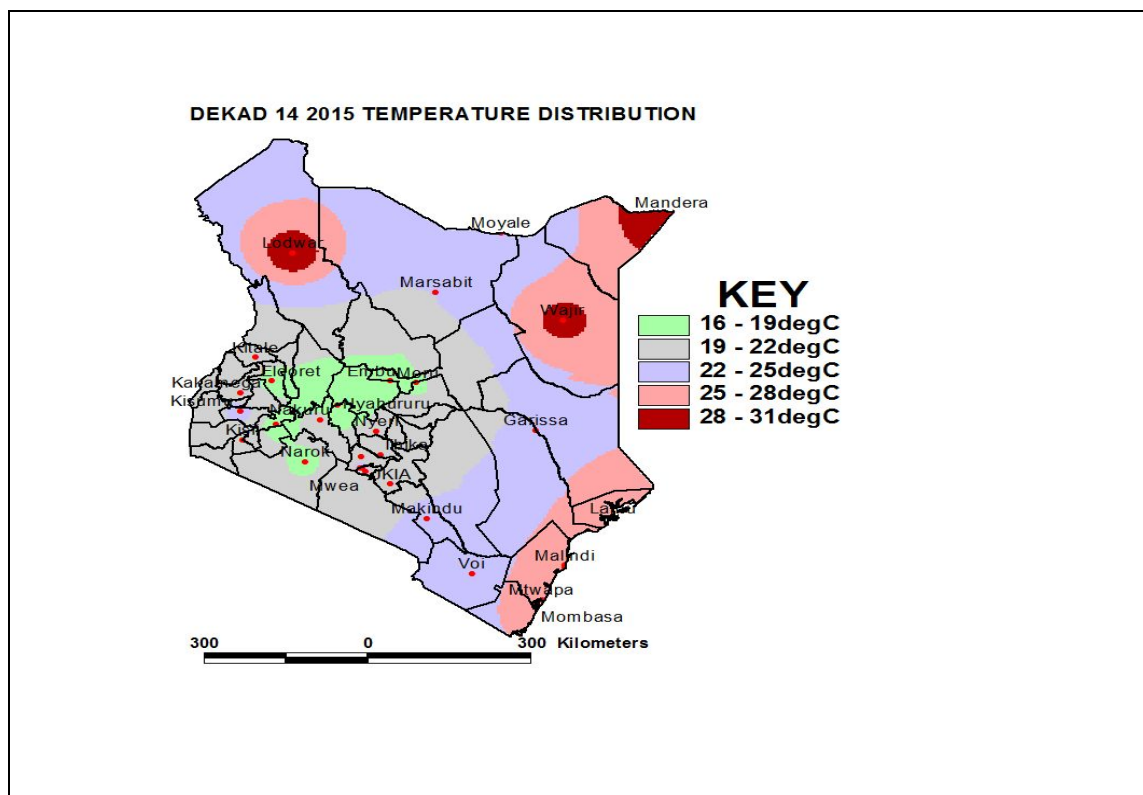 DEKAD 14 2015 TEMPERATURE DISTRIBUTION
Mandera
Moyale
Lodwar
Marsabit
KEY
Wajir
16 - 19degC
19 - 22degC
22 - 25degC
25 - 28degC
28 - 31degC
Kitale
Eldoret
Embu
Meru
Kakamega
Kisumu
Nakuru
Nyahururu
Nyeri
Garissa
Kisii
Thika
Narok
JKIA
Mwea
Makindu
Lamu
Voi
Malindi
Mtwapa
Mombasa
300 0 300 Kilometers